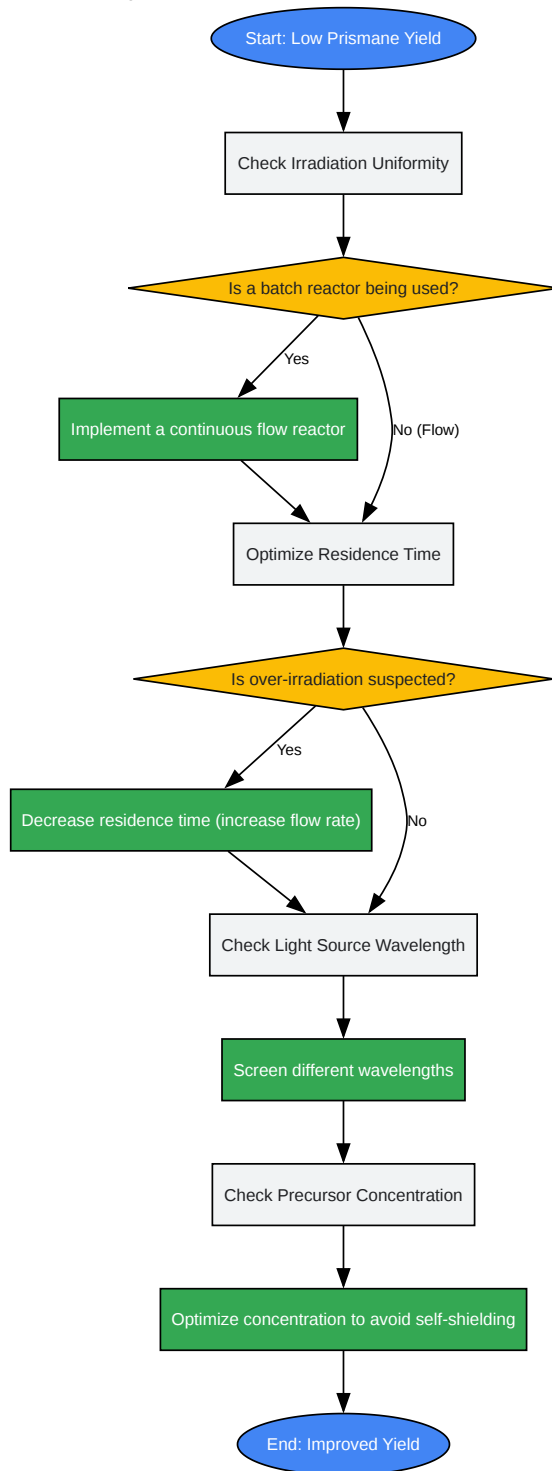 Start: Low Prismane Yield
Check Irradiation Uniformity
Is a batch reactor being used?
Yes
Implement a continuous flow reactor
No (Flow)
Optimize Residence Time
Is over-irradiation suspected?
Yes
Decrease residence time (increase flow rate)
No
Check Light Source Wavelength
Screen different wavelengths
Check Precursor Concentration
Optimize concentration to avoid self-shielding
End: Improved Yield